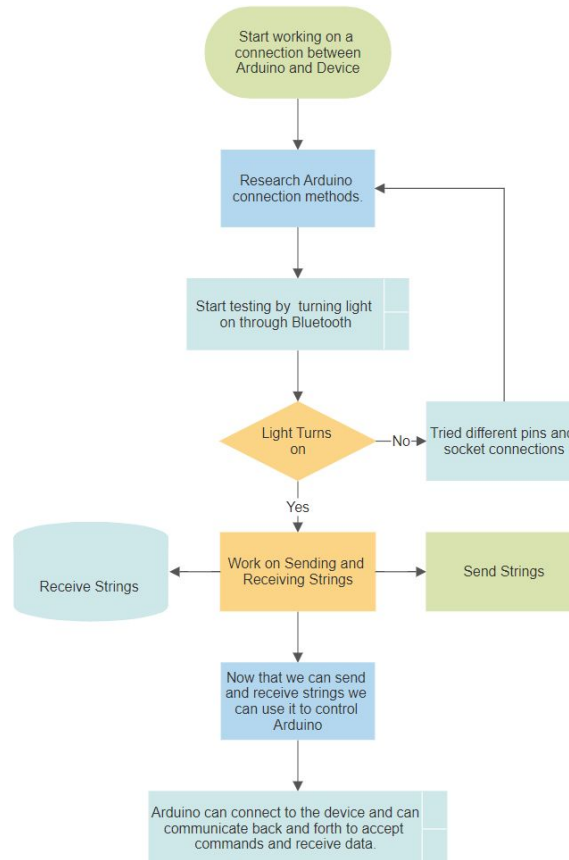 Start working on a
connection between
Arduino and Device
Research Arduino
connection methods.
Start testing by turning light
on through Bluetooth
Light Turns
on
No
Tried different pins and
socket connections
Yes
Receive Strings
Work on Sending and
Receiving Strings
Send Strings
Now that we can send
and receive strings we
can use it to control
Arduino
Arduino can connect to the device and can
communicate back and forth to accept
commands and receive data.